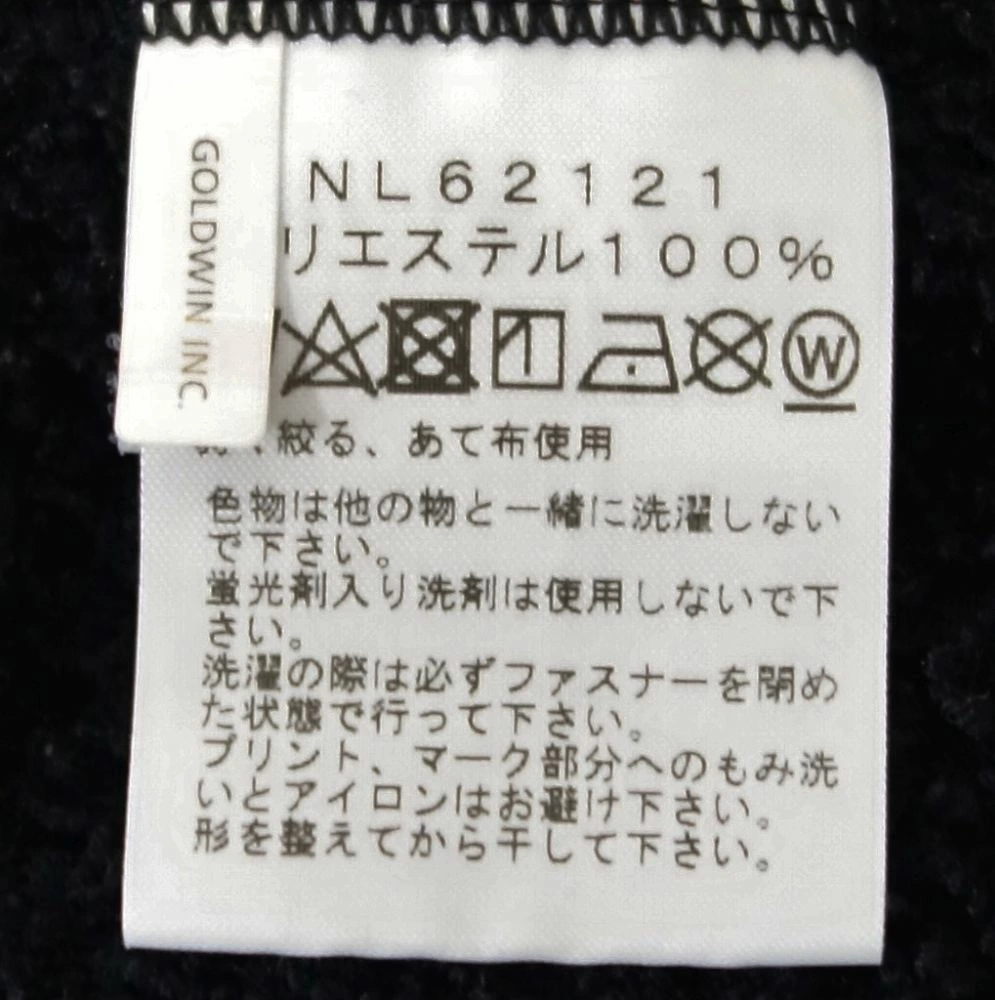 GOLDWIN INC.
NL62121
リエステル100%
W
絞る、あて布使用
色物は他の物と一緒に洗濯しない
で下さい。
蛍光剤入り洗剤は使用しないで下
さい。
洗濯の際は必ずファスナーを閉め
た状態で行って下さい。
プリント、マーク部分へのもみ洗
いとアイロンはお避け下さい。
形を整えてから干して下さい。